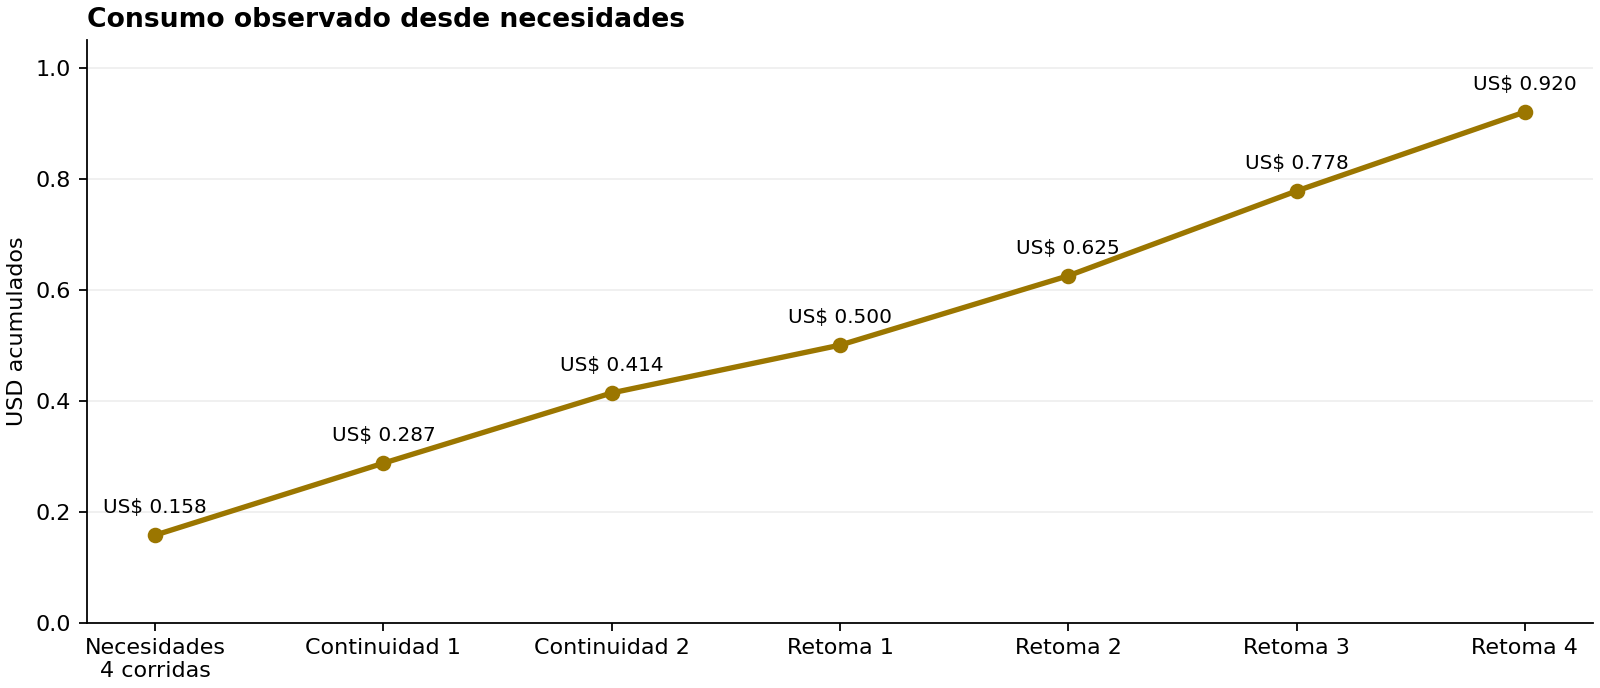 Consumo observado desde necesidades
USD acumulados
1.0
0.8
0.6
0.4
0.2
0.0
US$ 0.158
US$ 0.287
US$ 0.414
US$ 0.500
US$ 0.625
US$ 0.778
US$ 0.920
Necesidades
4 corridas
Continuidad 1
Continuidad 2
Retoma 1
Retoma 2
Retoma 3
Retoma 4